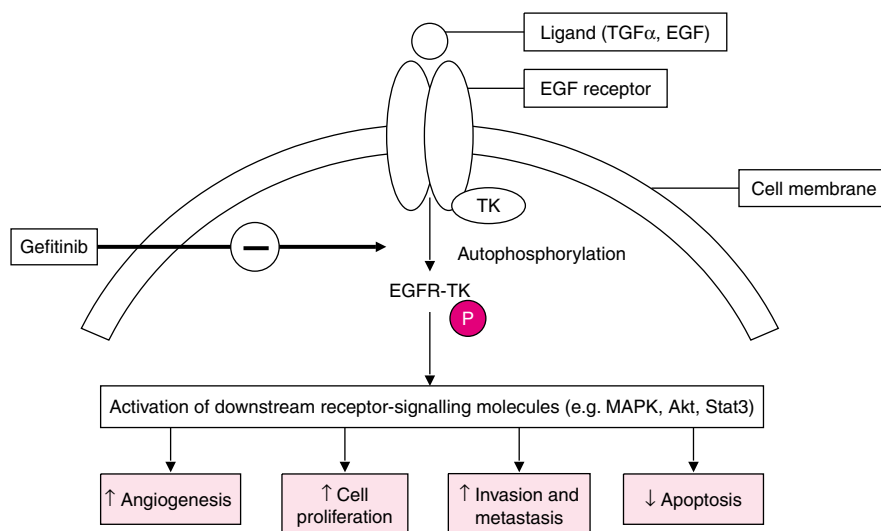 Ligand (TGFα, EGF)
EGF receptor
Cell membrane
TK
Gefitinib
−
Autophosphorylation
EGFR-TK
P
Activation of downstream receptor-signalling molecules (e.g. MAPK, Akt, Stat3)
↑ Angiogenesis
↑ Cell
proliferation
↑ Invasion and
metastasis
↓ Apoptosis